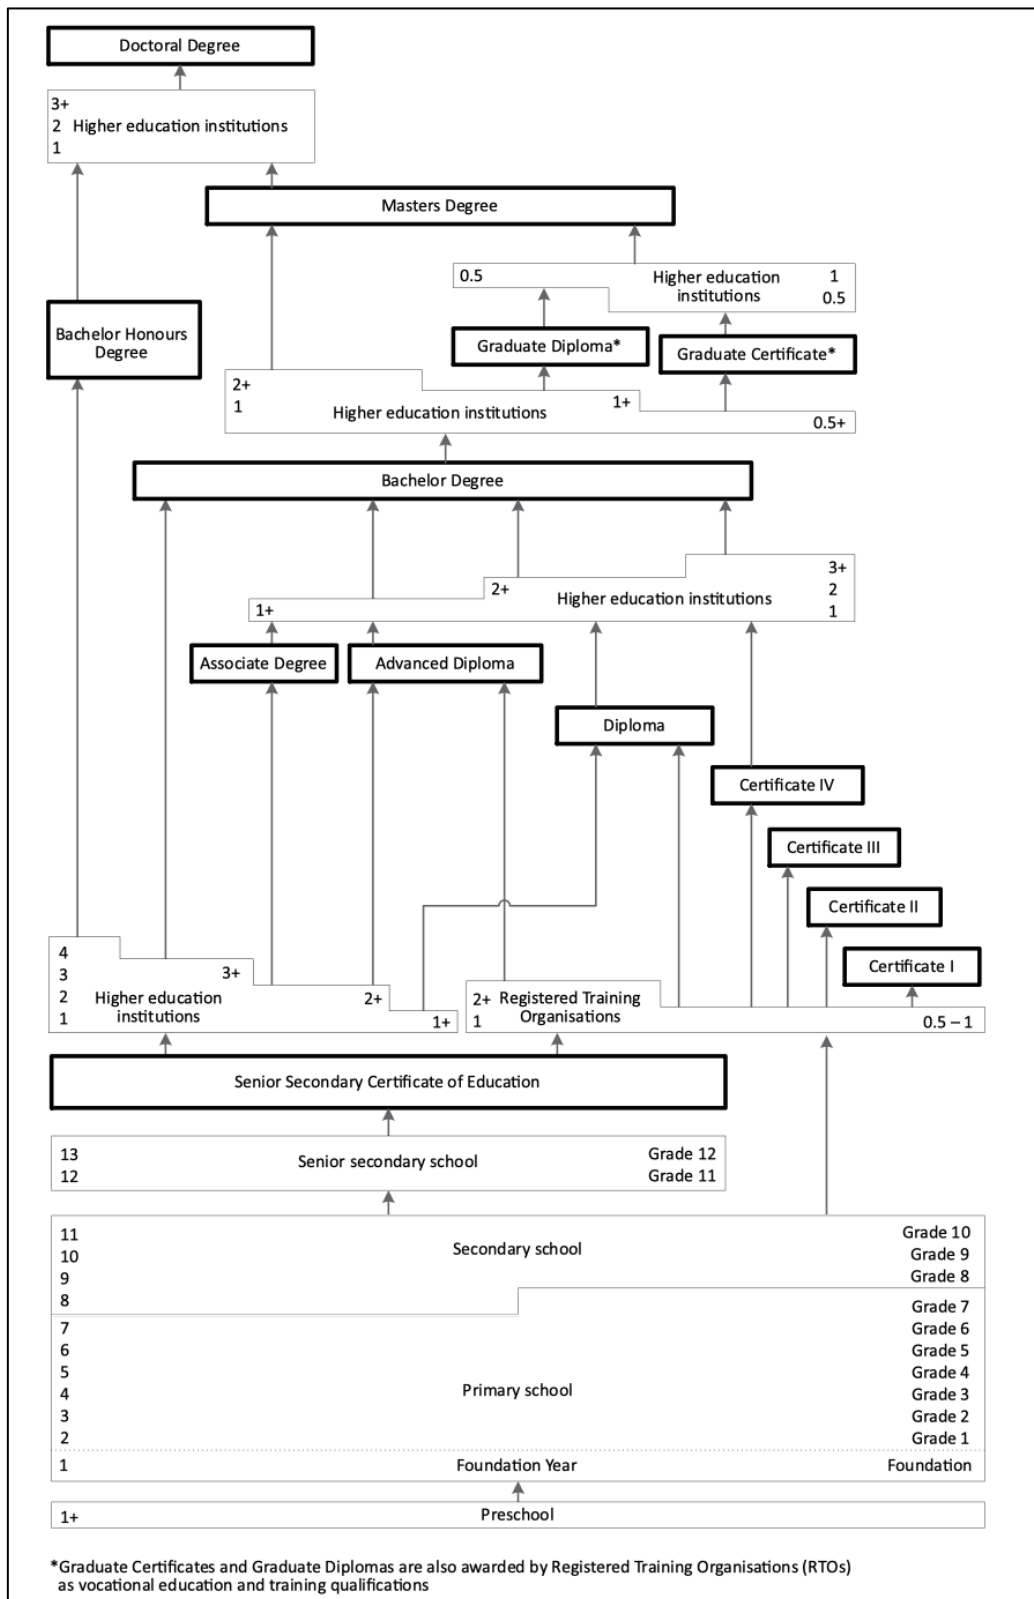 Doctoral Degree
3+
2 Higher education institutions
1
Masters Degree
0.5 Higher education 1
institutions 0.5
Bachelor Honours
Degree
Graduate Diploma*
Graduate Certificate*
2+
1 Higher education institutions 1+
0.5+
Bachelor Degree
3+
2+ Higher education institutions 2
1+ 1
Associate Degree
Advanced Diploma
Diploma
Certificate IV
Certificate III
Certificate II
Certificate I
4
3 3+
2 Higher education 2+
1 institutions 1+
2+ Registered Training
1 Organisations 0.5 – 1
Senior Secondary Certificate of Education
13 Senior secondary school Grade 12
12 Grade 11
11 Secondary school Grade 10
10 Grade 9
9 Grade 8
8 Grade 7
7 Grade 6
6 Grade 5
5 Grade 4
4 Primary school Grade 3
3 Grade 2
2 Grade 1
1 Foundation Year Foundation
1+ Preschool
*Graduate Certificates and Graduate Diplomas are also awarded by Registered Training Organisations (RTOs)
as vocational education and training qualifications